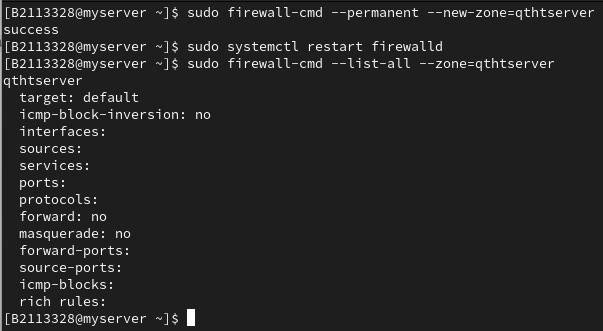 [B2113328@myserver ~]$ sudo firewall-cmd --permanent --new-zone=qthtserver
success
[B2113328@myserver ~]$ sudo systemctl restart firewalld
[B2113328@myserver ~]$ sudo firewall-cmd --list-all --zone=qthtserver
qthtserver
  target: default
  icmp-block-inversion: no
  interfaces:
  sources:
  services:
  ports:
  protocols:
  forward: no
  masquerade: no
  forward-ports:
  source-ports:
  icmp-blocks:
  rich rules:
[B2113328@myserver ~]$